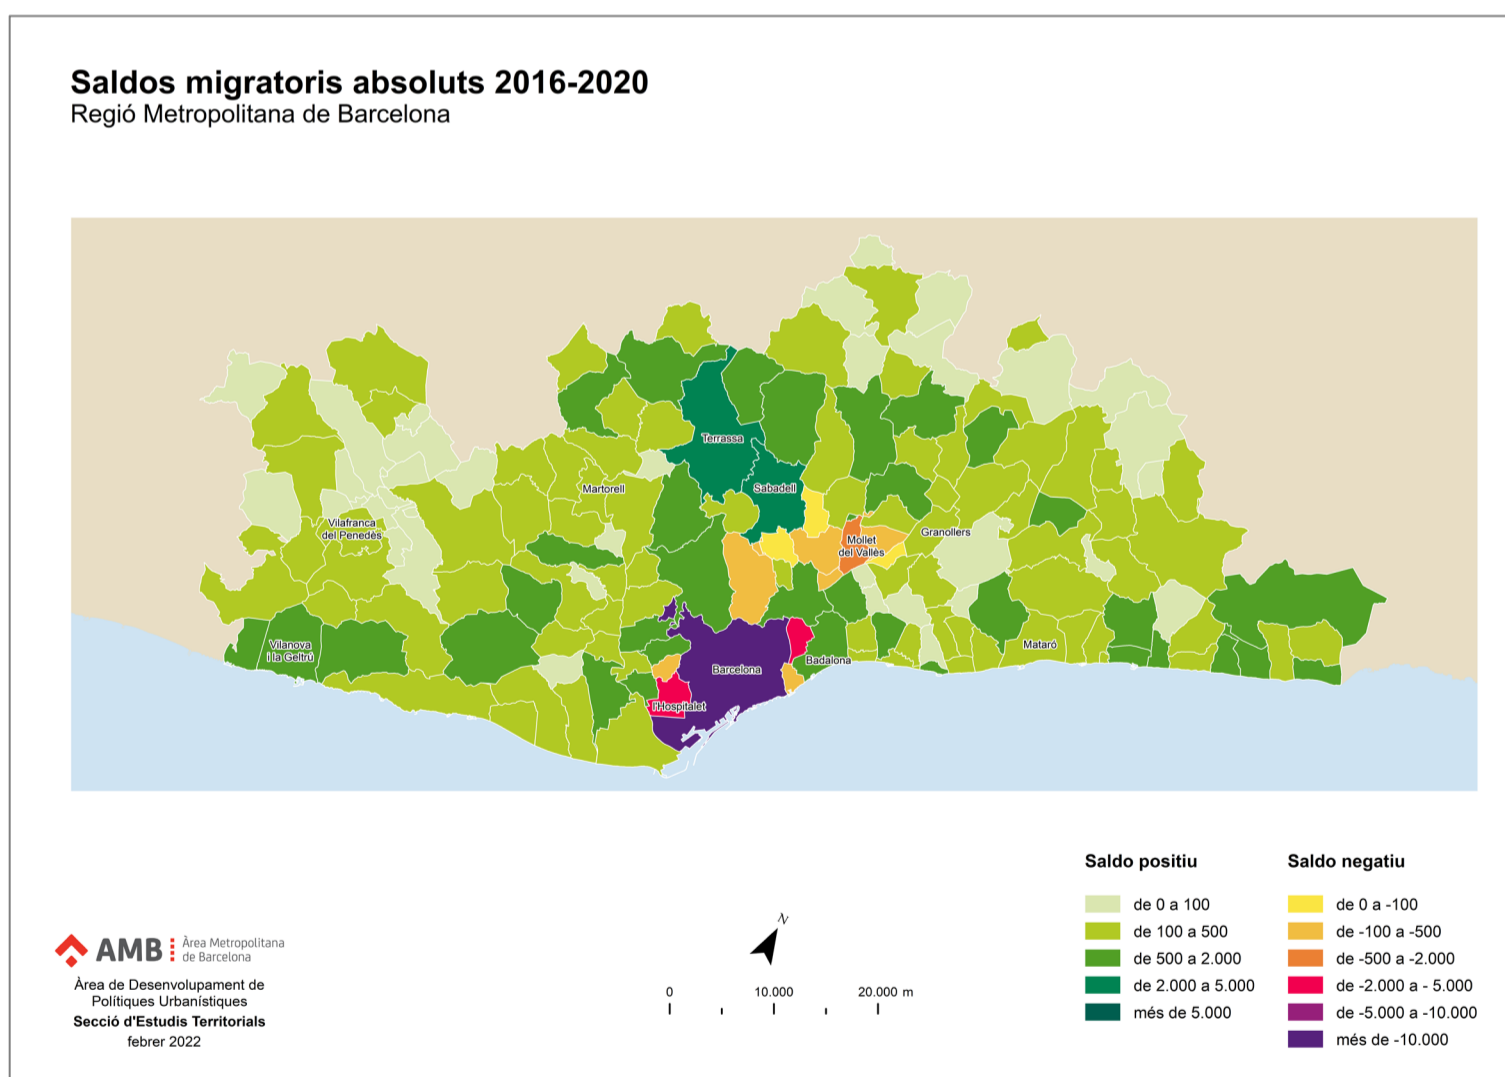 Saldos migratoris absoluts 2016-2020
Regió Metropolitana de Barcelona
Terrassa
Sabadell
Martorell
Vilafranca
del Penedès
Granollers
Mollet
del Vallès
Vilanova
i la Geltrú
Mataró
Badalona
Barcelona
l'Hospitalet
Saldo positiu
de 0 a 100
de 100 a 500
de 500 a 2.000
de 2.000 a 5.000
més de 5.000
Saldo negatiu
de 0 a -100
de -100 a -500
de -500 a -2.000
de -2.000 a - 5.000
de -5.000 a -10.000
més de -10.000
N
0 10.000 20.000 m
AMB
Àrea Metropolitana
de Barcelona
Àrea de Desenvolupament de
Polítiques Urbanístiques
Secció d'Estudis Territorials
febrer 2022